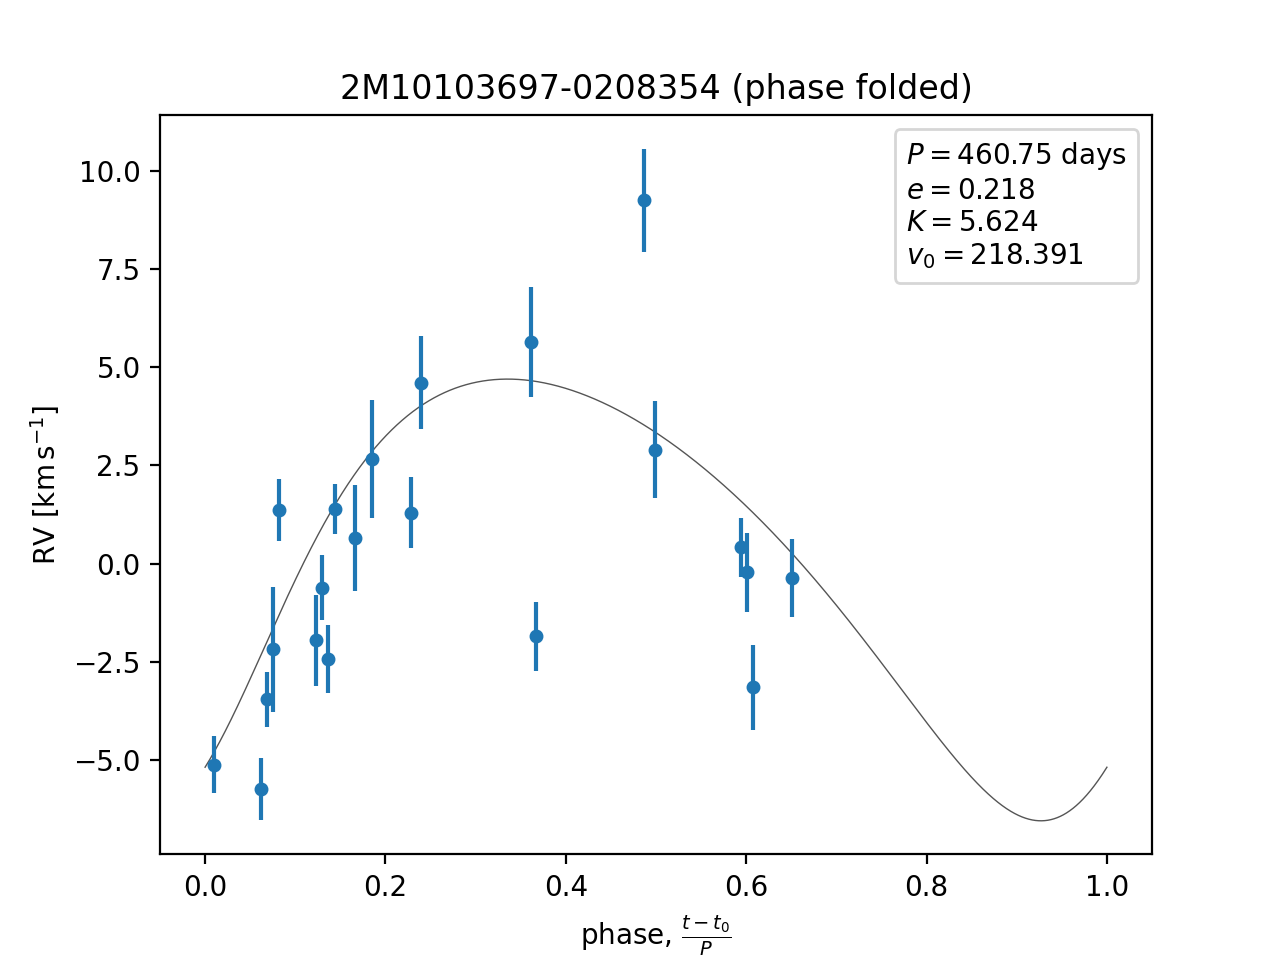 2M10103697-0208354 (phase folded)
P = 460.75 days
e = 0.218
K = 5.624
v₀ = 218.391
10.0
7.5
5.0
2.5
0.0
−2.5
−5.0
RV [km s⁻¹]
0.0 0.2 0.4 0.6 0.8 1.0
phase, (t − t₀)/P